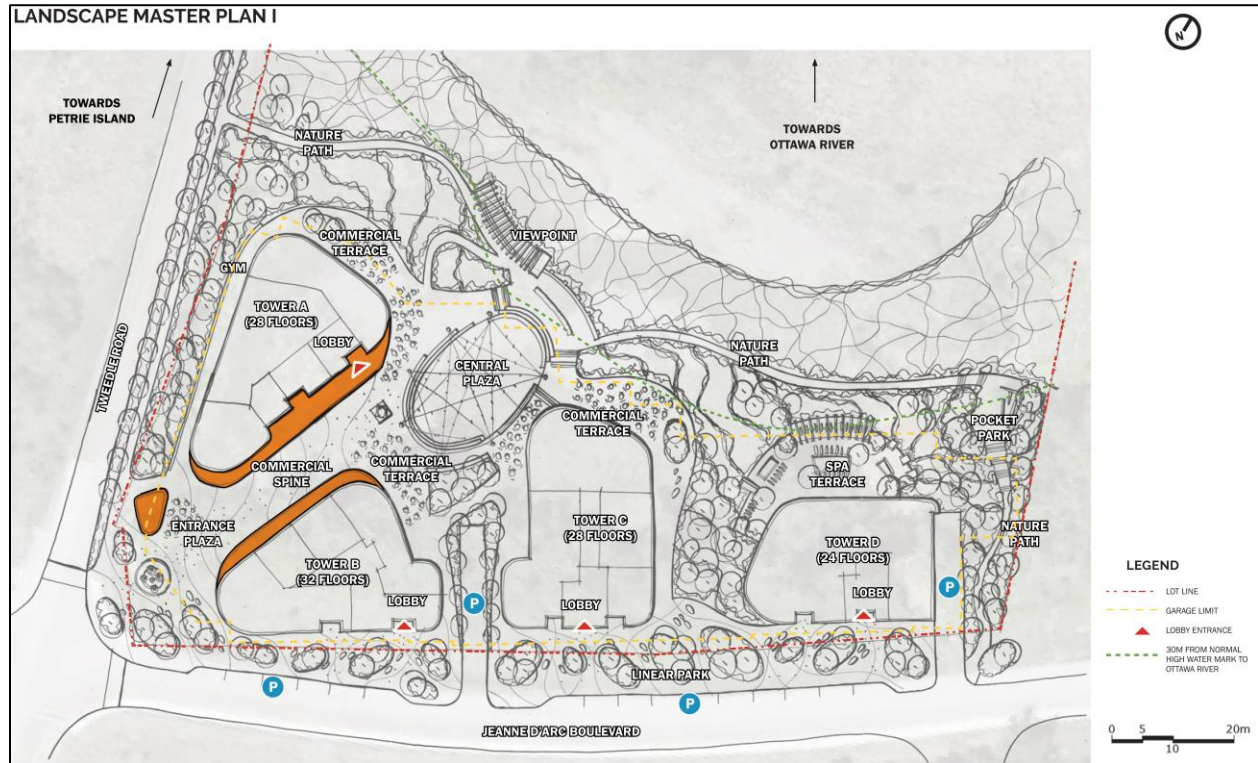 LANDSCAPE MASTER PLAN I
N
TOWARDS
PETRIE ISLAND
TOWARDS
OTTAWA RIVER
NATURE
PATH
VIEWPOINT
COMMERCIAL
TERRACE
GYM
TOWER A
(28 FLOORS)
LOBBY
CENTRAL
PLAZA
NATURE
PATH
TWEDLE ROAD
COMMERCIAL
TERRACE
POCKET
PARK
COMMERCIAL
SPINE
COMMERCIAL
TERRACE
SPA
TERRACE
ENTRANCE
PLAZA
TOWER C
(28 FLOORS)
TOWER D
(24 FLOORS)
NATURE
PATH
TOWER B
(32 FLOORS)
LOBBY
LOBBY
LOBBY
P
P
LINEAR PARK
P
P
JEANNE D'ARC BOULEVARD
LEGEND
LOT LINE
GARAGE LIMIT
LOBBY ENTRANCE
30M FROM NORMAL
HIGH WATER MARK TO
OTTAWA RIVER
0 5 20m
10